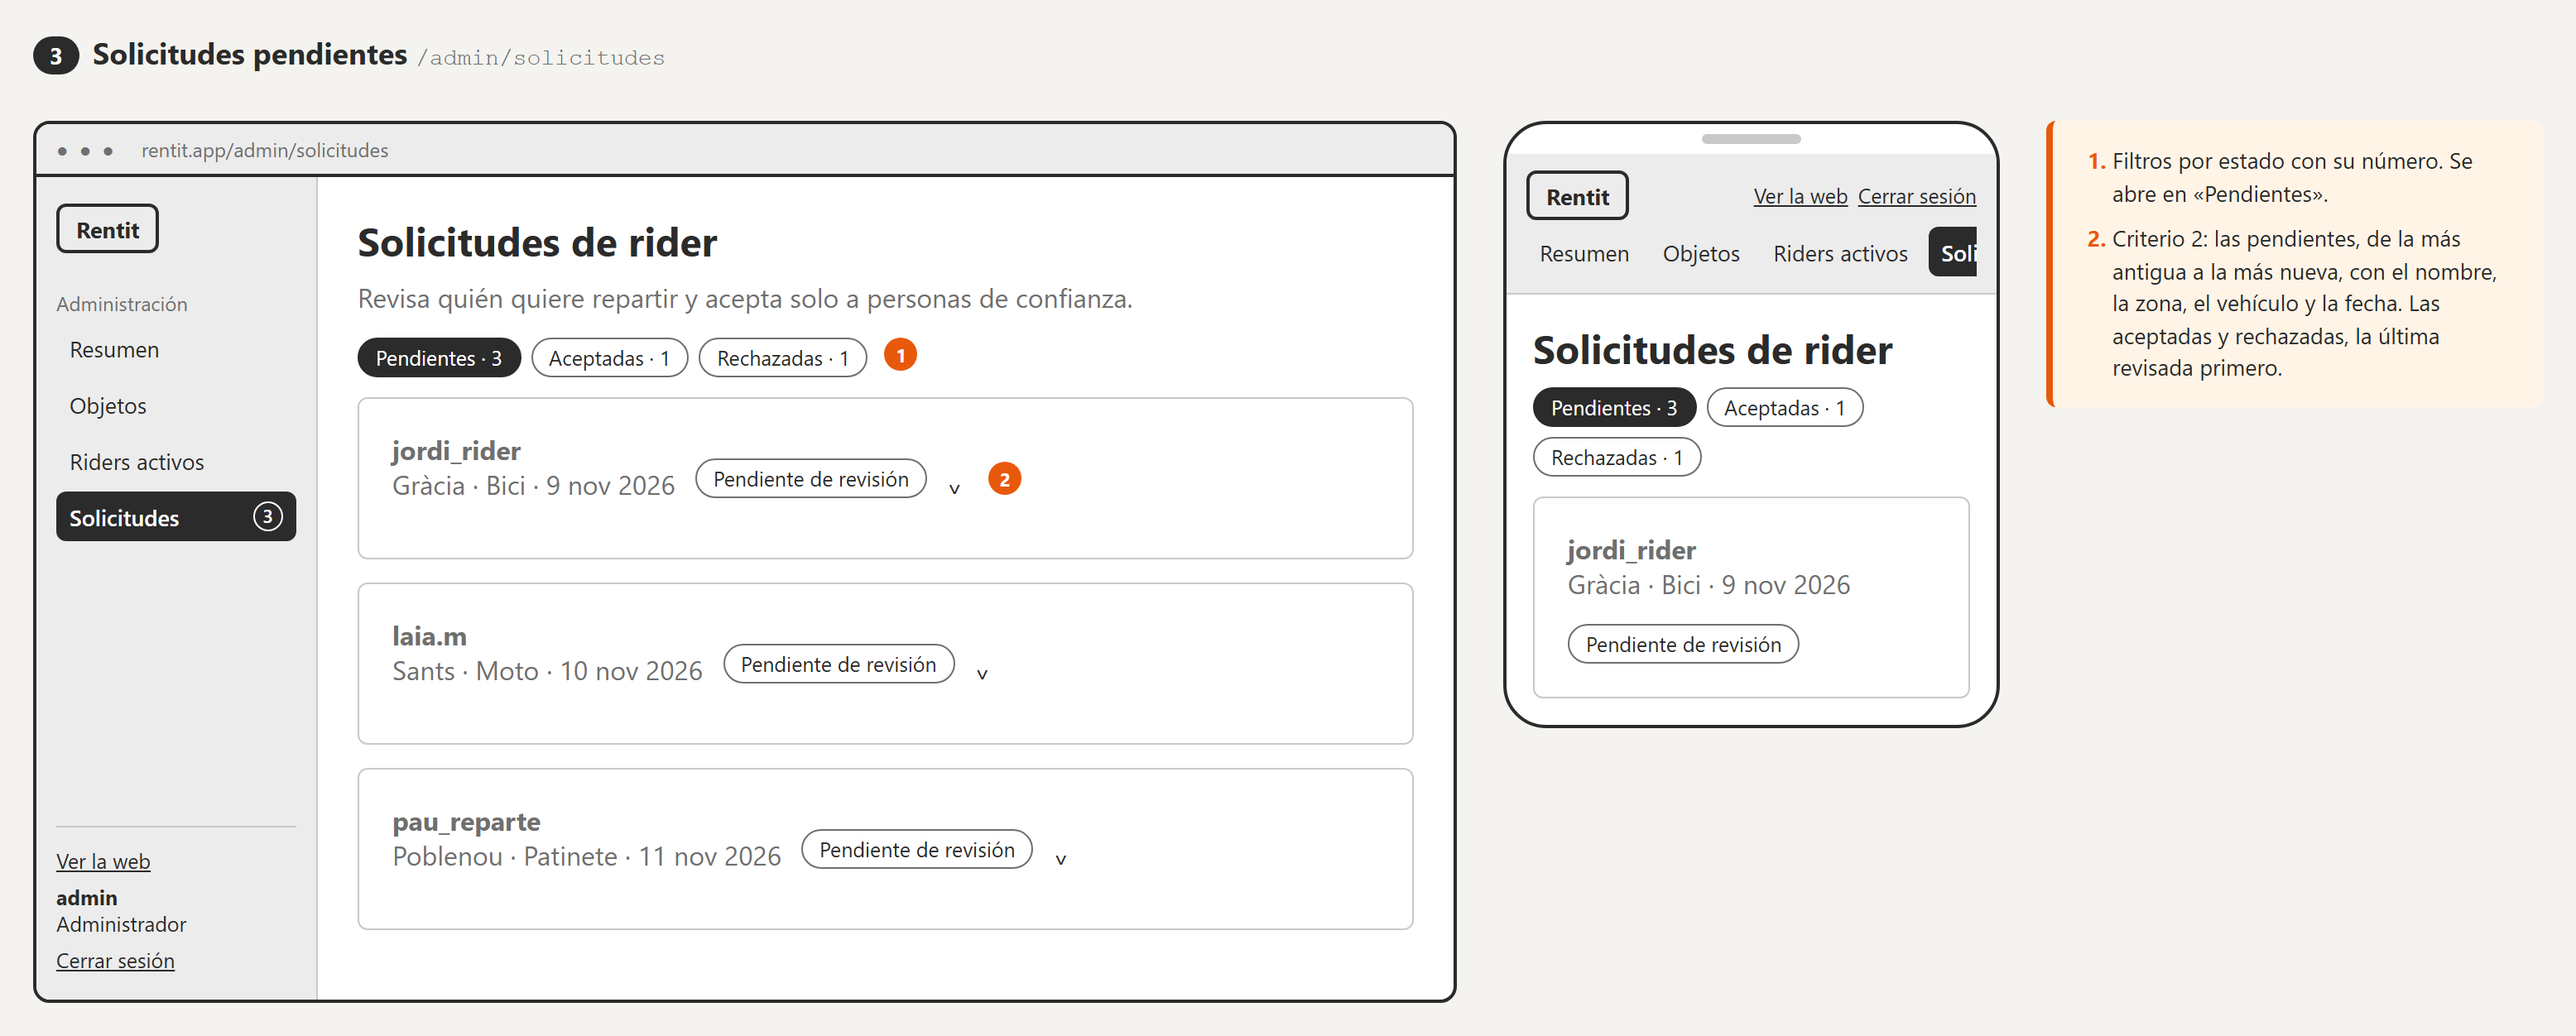 3 Solicitudes pendientes /admin/solicitudes
rentit.app/admin/solicitudes
Rentit
Administración
Resumen
Objetos
Riders activos
Solicitudes 3
Ver la web
admin
Administrador
Cerrar sesión
Solicitudes de rider
Revisa quién quiere repartir y acepta solo a personas de confianza.
Pendientes · 3 Aceptadas · 1 Rechazadas · 1 1
jordi_rider
Gràcia · Bici · 9 nov 2026 Pendiente de revisión v 2
laia.m
Sants · Moto · 10 nov 2026 Pendiente de revisión v
pau_reparte
Poblenou · Patinete · 11 nov 2026 Pendiente de revisión v
Rentit Ver la web Cerrar sesión
Resumen Objetos Riders activos Soli
Solicitudes de rider
Pendientes · 3 Aceptadas · 1
Rechazadas · 1
jordi_rider
Gràcia · Bici · 9 nov 2026
Pendiente de revisión
1. Filtros por estado con su número. Se
abre en «Pendientes».
2. Criterio 2: las pendientes, de la más
antigua a la más nueva, con el nombre,
la zona, el vehículo y la fecha. Las
aceptadas y rechazadas, la última
revisada primero.